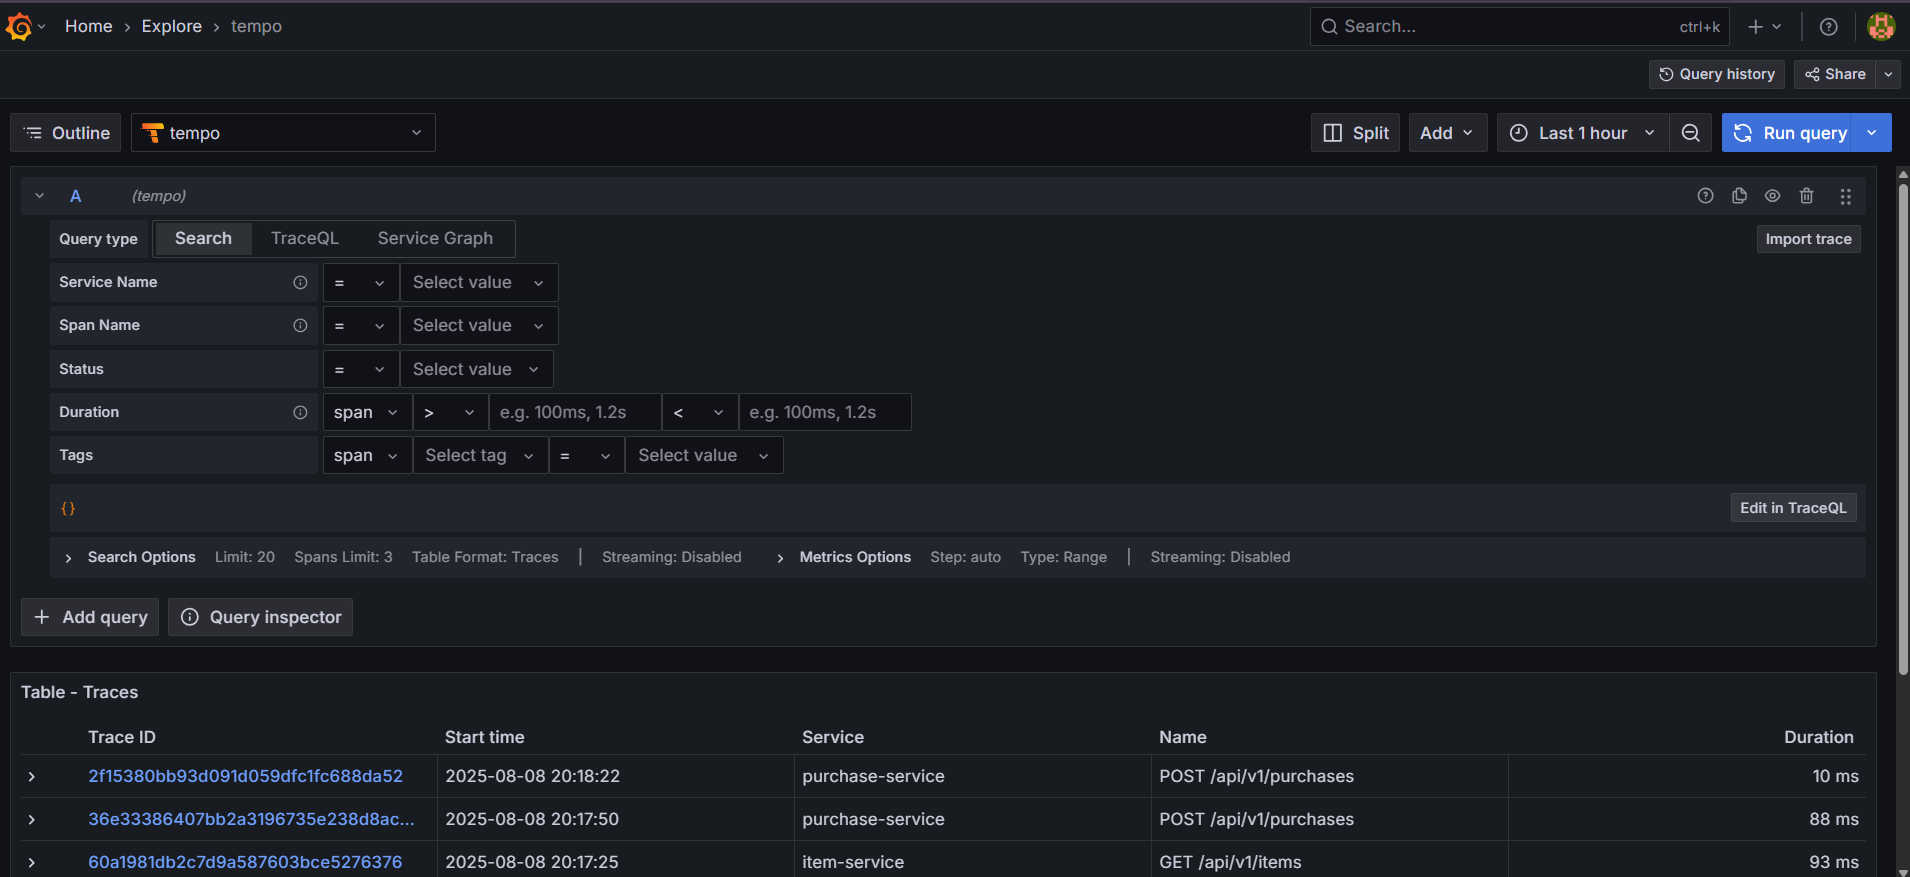 Home › Explore › tempo Search... ctrl+k
Query history Share
Outline tempo Split Add Last 1 hour Run query
A (tempo)
Query type Search TraceQL Service Graph Import trace
Service Name = Select value
Span Name = Select value
Status = Select value
Duration span > e.g. 100ms, 1.2s < e.g. 100ms, 1.2s
Tags span Select tag = Select value
{} Edit in TraceQL
Search Options Limit: 20 Spans Limit: 3 Table Format: Traces | Streaming: Disabled Metrics Options Step: auto Type: Range | Streaming: Disabled
+ Add query Query inspector
Table - Traces
Trace ID Start time Service Name Duration
2f15380bb93d091d059dfc1fc688da52 2025-08-08 20:18:22 purchase-service POST /api/v1/purchases 10 ms
36e33386407bb2a3196735e238d8ac... 2025-08-08 20:17:50 purchase-service POST /api/v1/purchases 88 ms
60a1981db2c7d9a587603bce5276376 2025-08-08 20:17:25 item-service GET /api/v1/items 93 ms